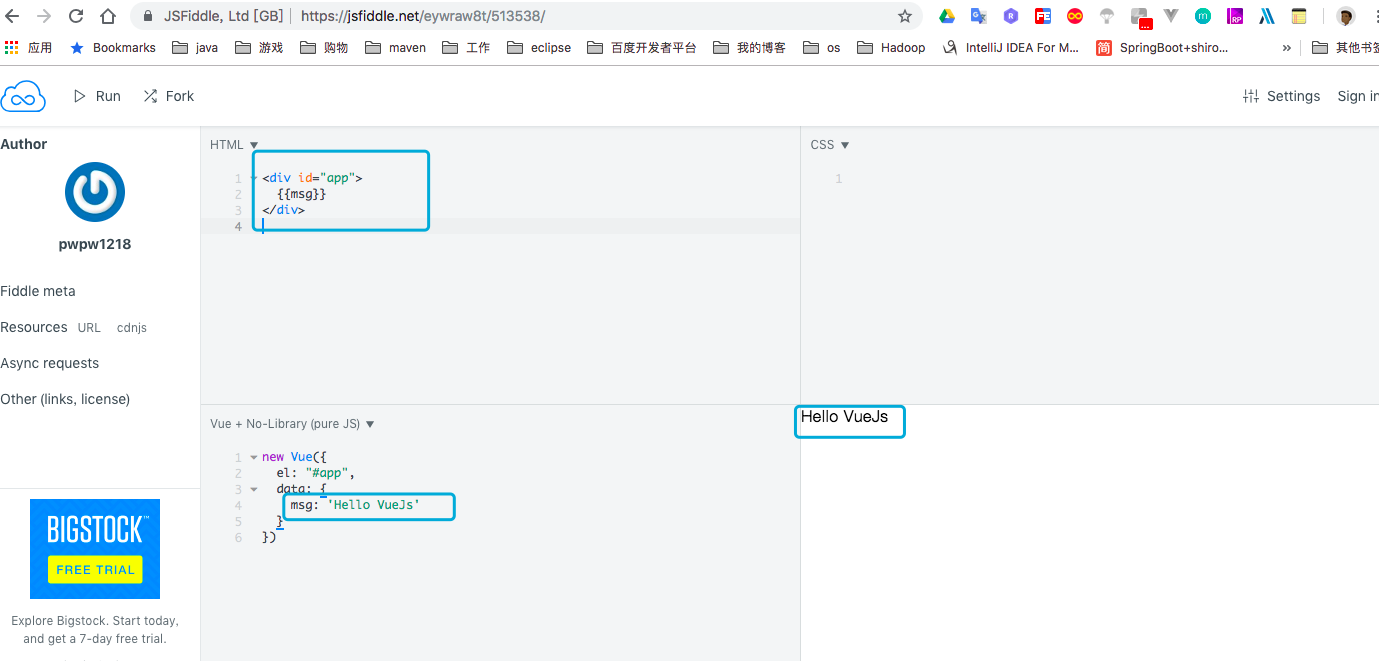 JSFiddle, Ltd [GB] | https://jsfiddle.net/eywraw8t/513538/
应用 Bookmarks java 游戏 购物 maven 工作 eclipse 百度开发者平台 我的博客 os Hadoop IntelliJ IDEA For M... SpringBoot+shiro... » 其他书签
Run Fork Settings Sign in
Author
pwpw1218
Fiddle meta
Resources URL cdnjs
Async requests
Other (links, license)
BIGSTOCK™
FREE TRIAL
Explore Bigstock. Start today,
and get a 7-day free trial.
HTML
1 <div id="app">
2 {{msg}}
3 </div>
4
CSS
1
Vue + No-Library (pure JS)
1 new Vue({
2 el: "#app",
3 data: {
4 msg: 'Hello VueJs'
5 }
6 })
Hello VueJs